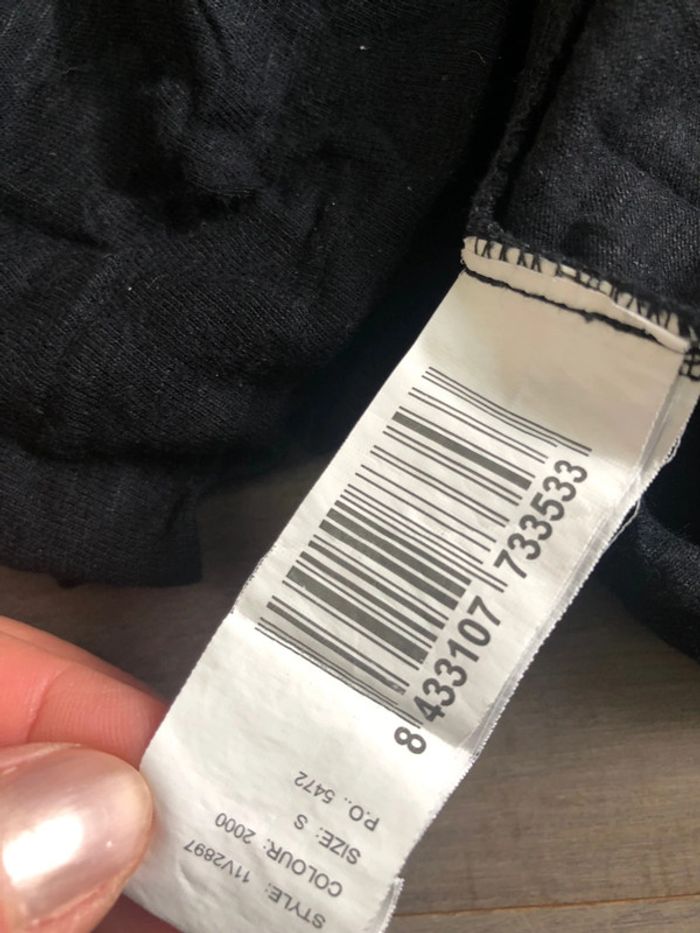 8 433107 733533
STYLE: 11V2897
COLOUR: 2000
SIZE: S
P.O.: 5472